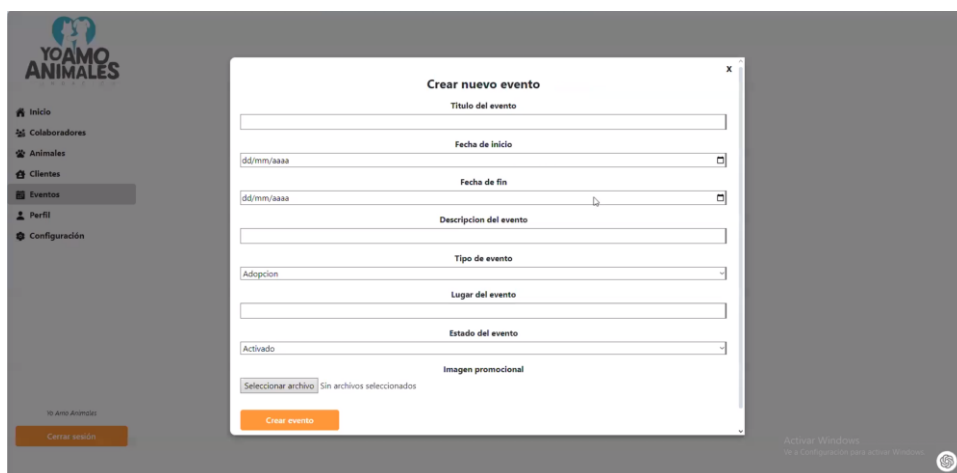 YO AMO
ANIMALES
Inicio
Colaboradores
Animales
Clientes
Eventos
Perfil
Configuración
Yo Amo Animales
Cerrar sesión
x
Crear nuevo evento
Titulo del evento
Fecha de inicio
dd/mm/aaaa
Fecha de fin
dd/mm/aaaa
Descripcion del evento
Tipo de evento
Adopcion
Lugar del evento
Estado del evento
Activado
Imagen promocional
Seleccionar archivo Sin archivos seleccionados
Crear evento
Activar Windows
Ve a Configuración para activar Windows.